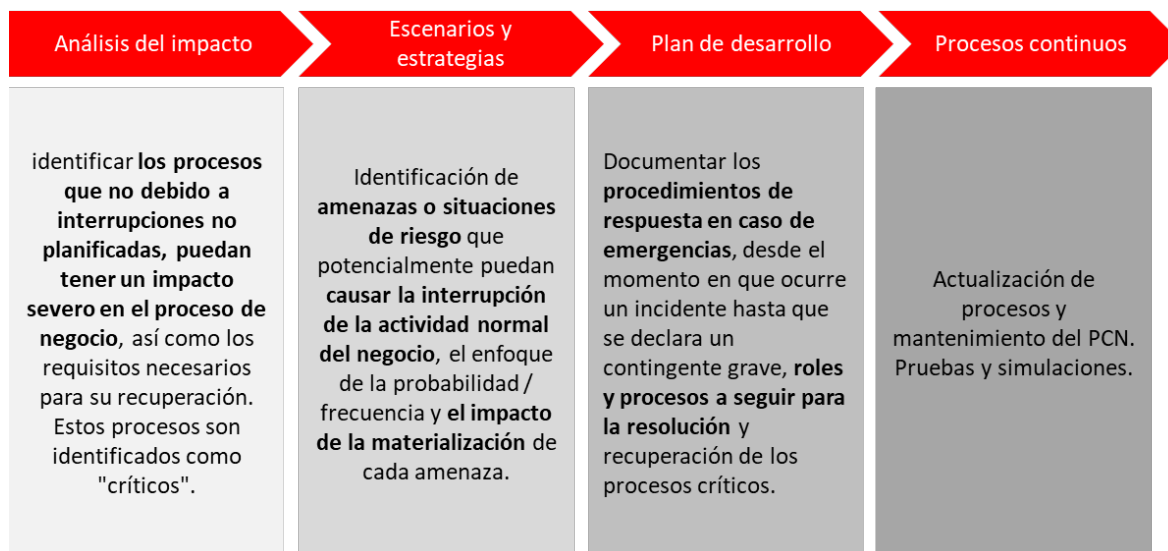 Análisis del impacto
Escenarios y
estrategias
Plan de desarrollo
Procesos continuos
identificar los procesos
que no debido a
interrupciones no
planificadas, puedan
tener un impacto
severo en el proceso de
negocio, así como los
requisitos necesarios
para su recuperación.
Estos procesos son
identificados como
"críticos".
Identificación de
amenazas o situaciones
de riesgo que
potencialmente puedan
causar la interrupción
de la actividad normal
del negocio, el enfoque
de la probabilidad /
frecuencia y el impacto
de la materialización de
cada amenaza.
Documentar los
procedimientos de
respuesta en caso de
emergencias, desde el
momento en que ocurre
un incidente hasta que
se declara un
contingente grave, roles
y procesos a seguir para
la resolución y
recuperación de los
procesos críticos.
Actualización de
procesos y
mantenimiento del PCN.
Pruebas y simulaciones.